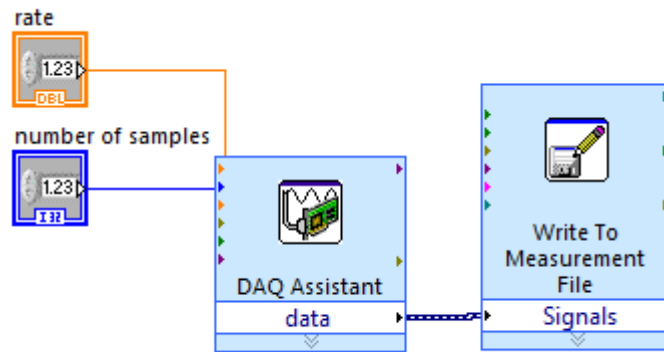 rate
1.23
DBL
number of samples
1.23
I32
DAQ Assistant
data
Write To
Measurement
File
Signals